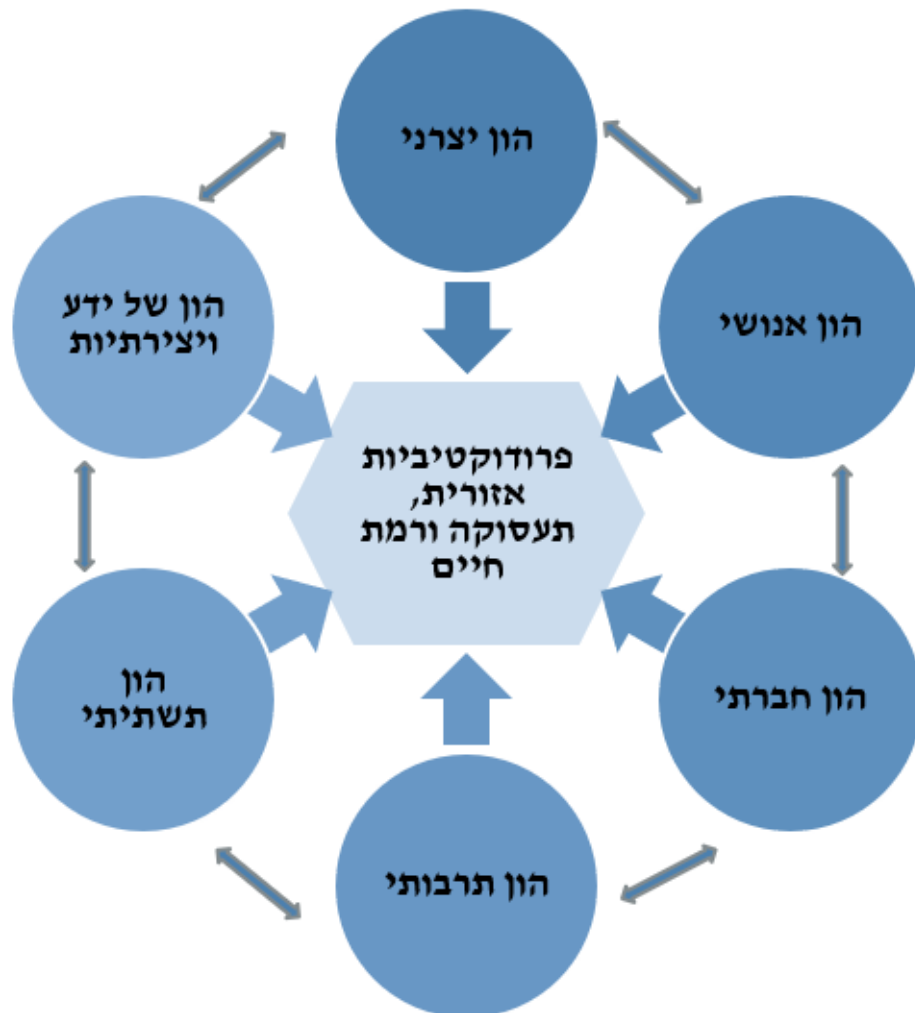 הון יצרני
הון אנושי
הון חברתי
הון תרבותי
הון
תשתיתי
הון של ידע
ויצירתיות
פרודוקטיביות
אזורית,
תעסוקה ורמת
חיים